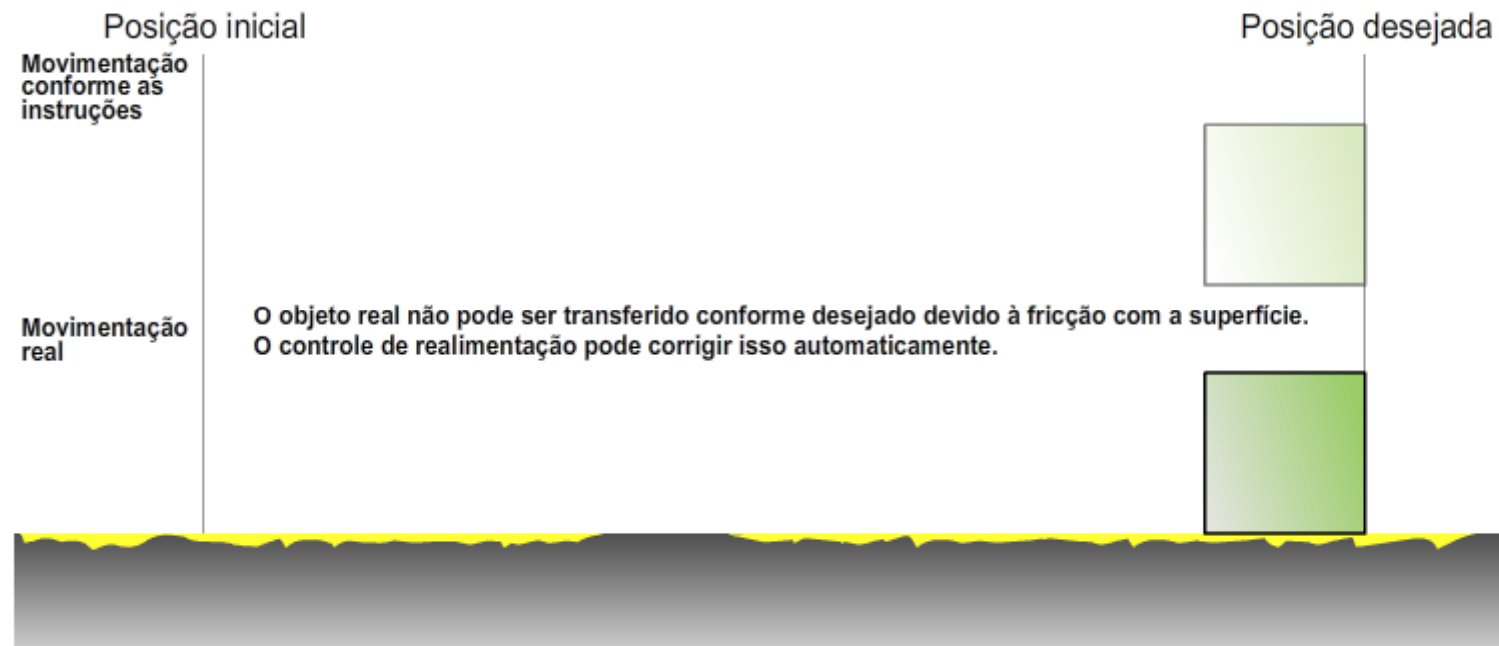 Posição inicial
Posição desejada
Movimentação
conforme as
instruções
Movimentação
real
O objeto real não pode ser transferido conforme desejado devido à fricção com a superfície.
O controle de realimentação pode corrigir isso automaticamente.